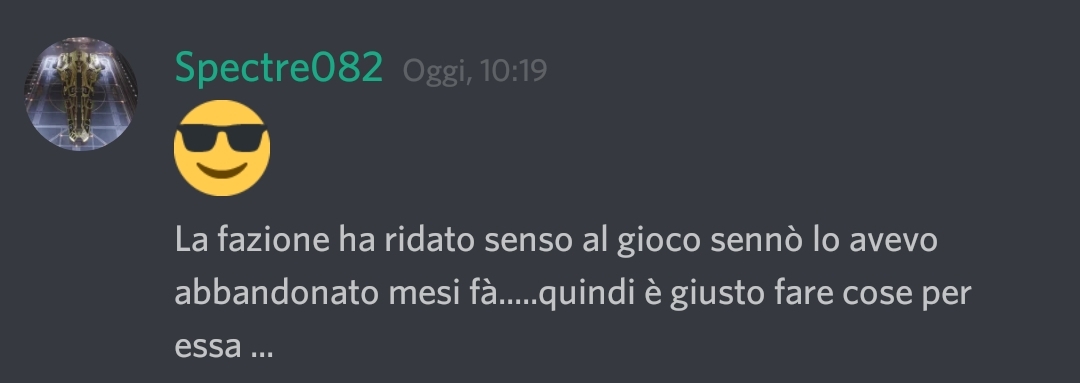 Spectre082 Oggi, 10:19
La fazione ha ridato senso al gioco sennò lo avevo
abbandonato mesi fà.....quindi è giusto fare cose per
essa ...